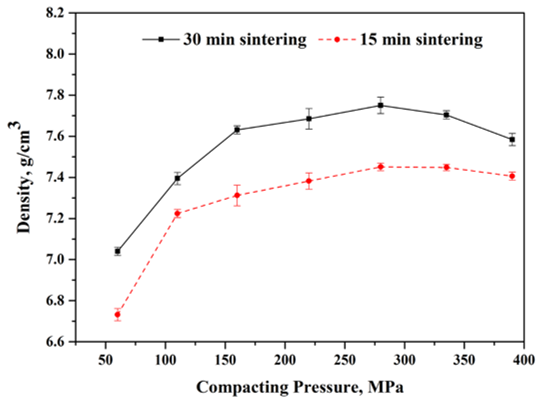 30 min sintering 15 min sintering
8.2
8.0
7.8
7.6
7.4
7.2
7.0
6.8
6.6
Density, g/cm³
50 100 150 200 250 300 350 400
Compacting Pressure, MPa